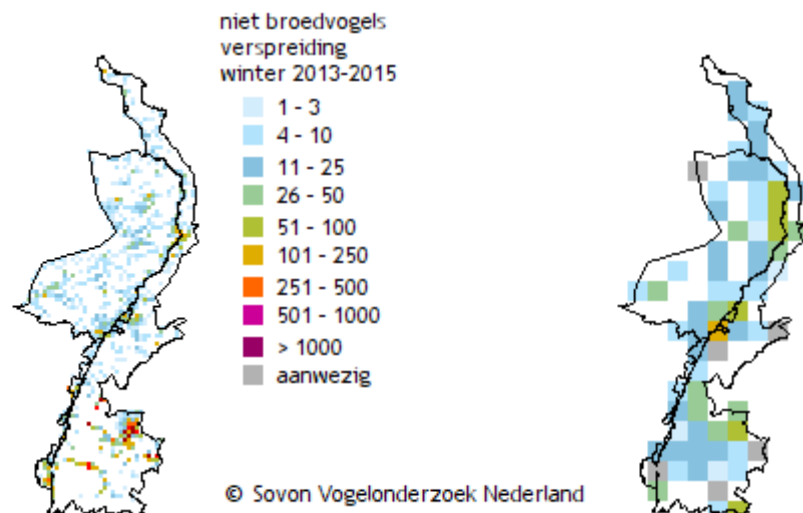 niet broedvogels
verspreiding
winter 2013-2015
1 - 3
4 - 10
11 - 25
26 - 50
51 - 100
101 - 250
251 - 500
501 - 1000
> 1000
aanwezig
© Sovon Vogelonderzoek Nederland